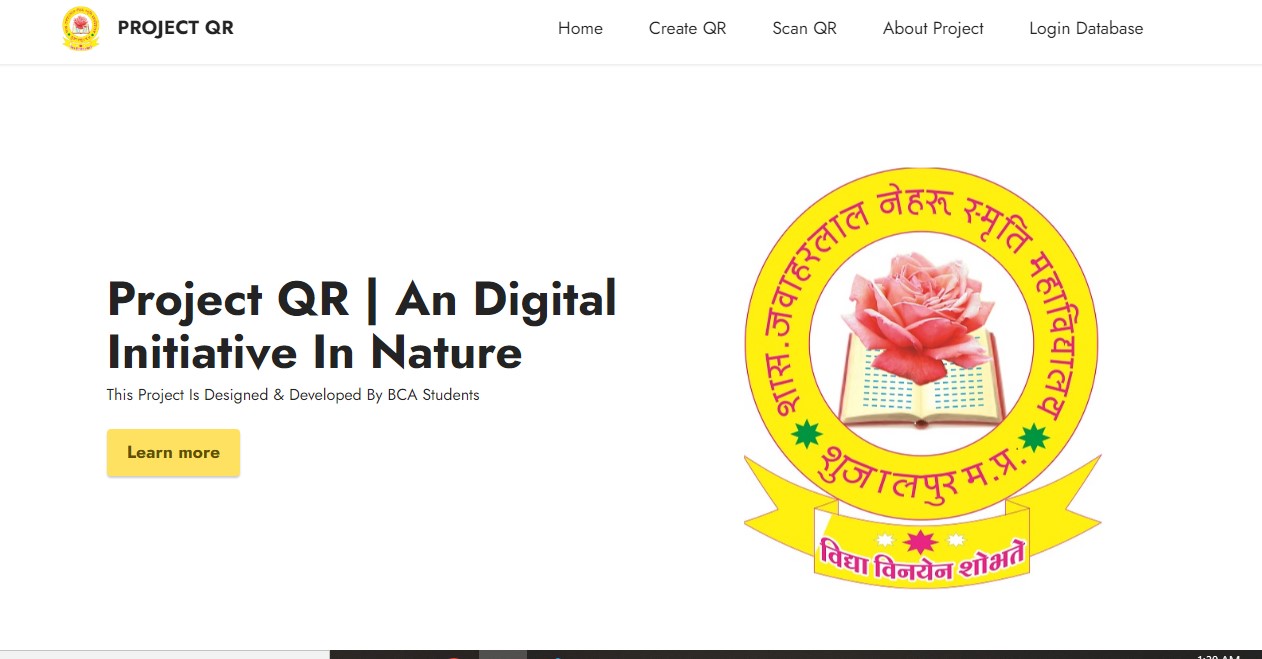 PROJECT QR
Home
Create QR
Scan QR
About Project
Login Database
Project QR | An Digital
Initiative In Nature
This Project Is Designed & Developed By BCA Students
Learn more
शास. जवाहरलाल नेहरू स्मृति महाविद्यालय
शुजालपुर म.प्र.
विद्या विनयेन शोभते